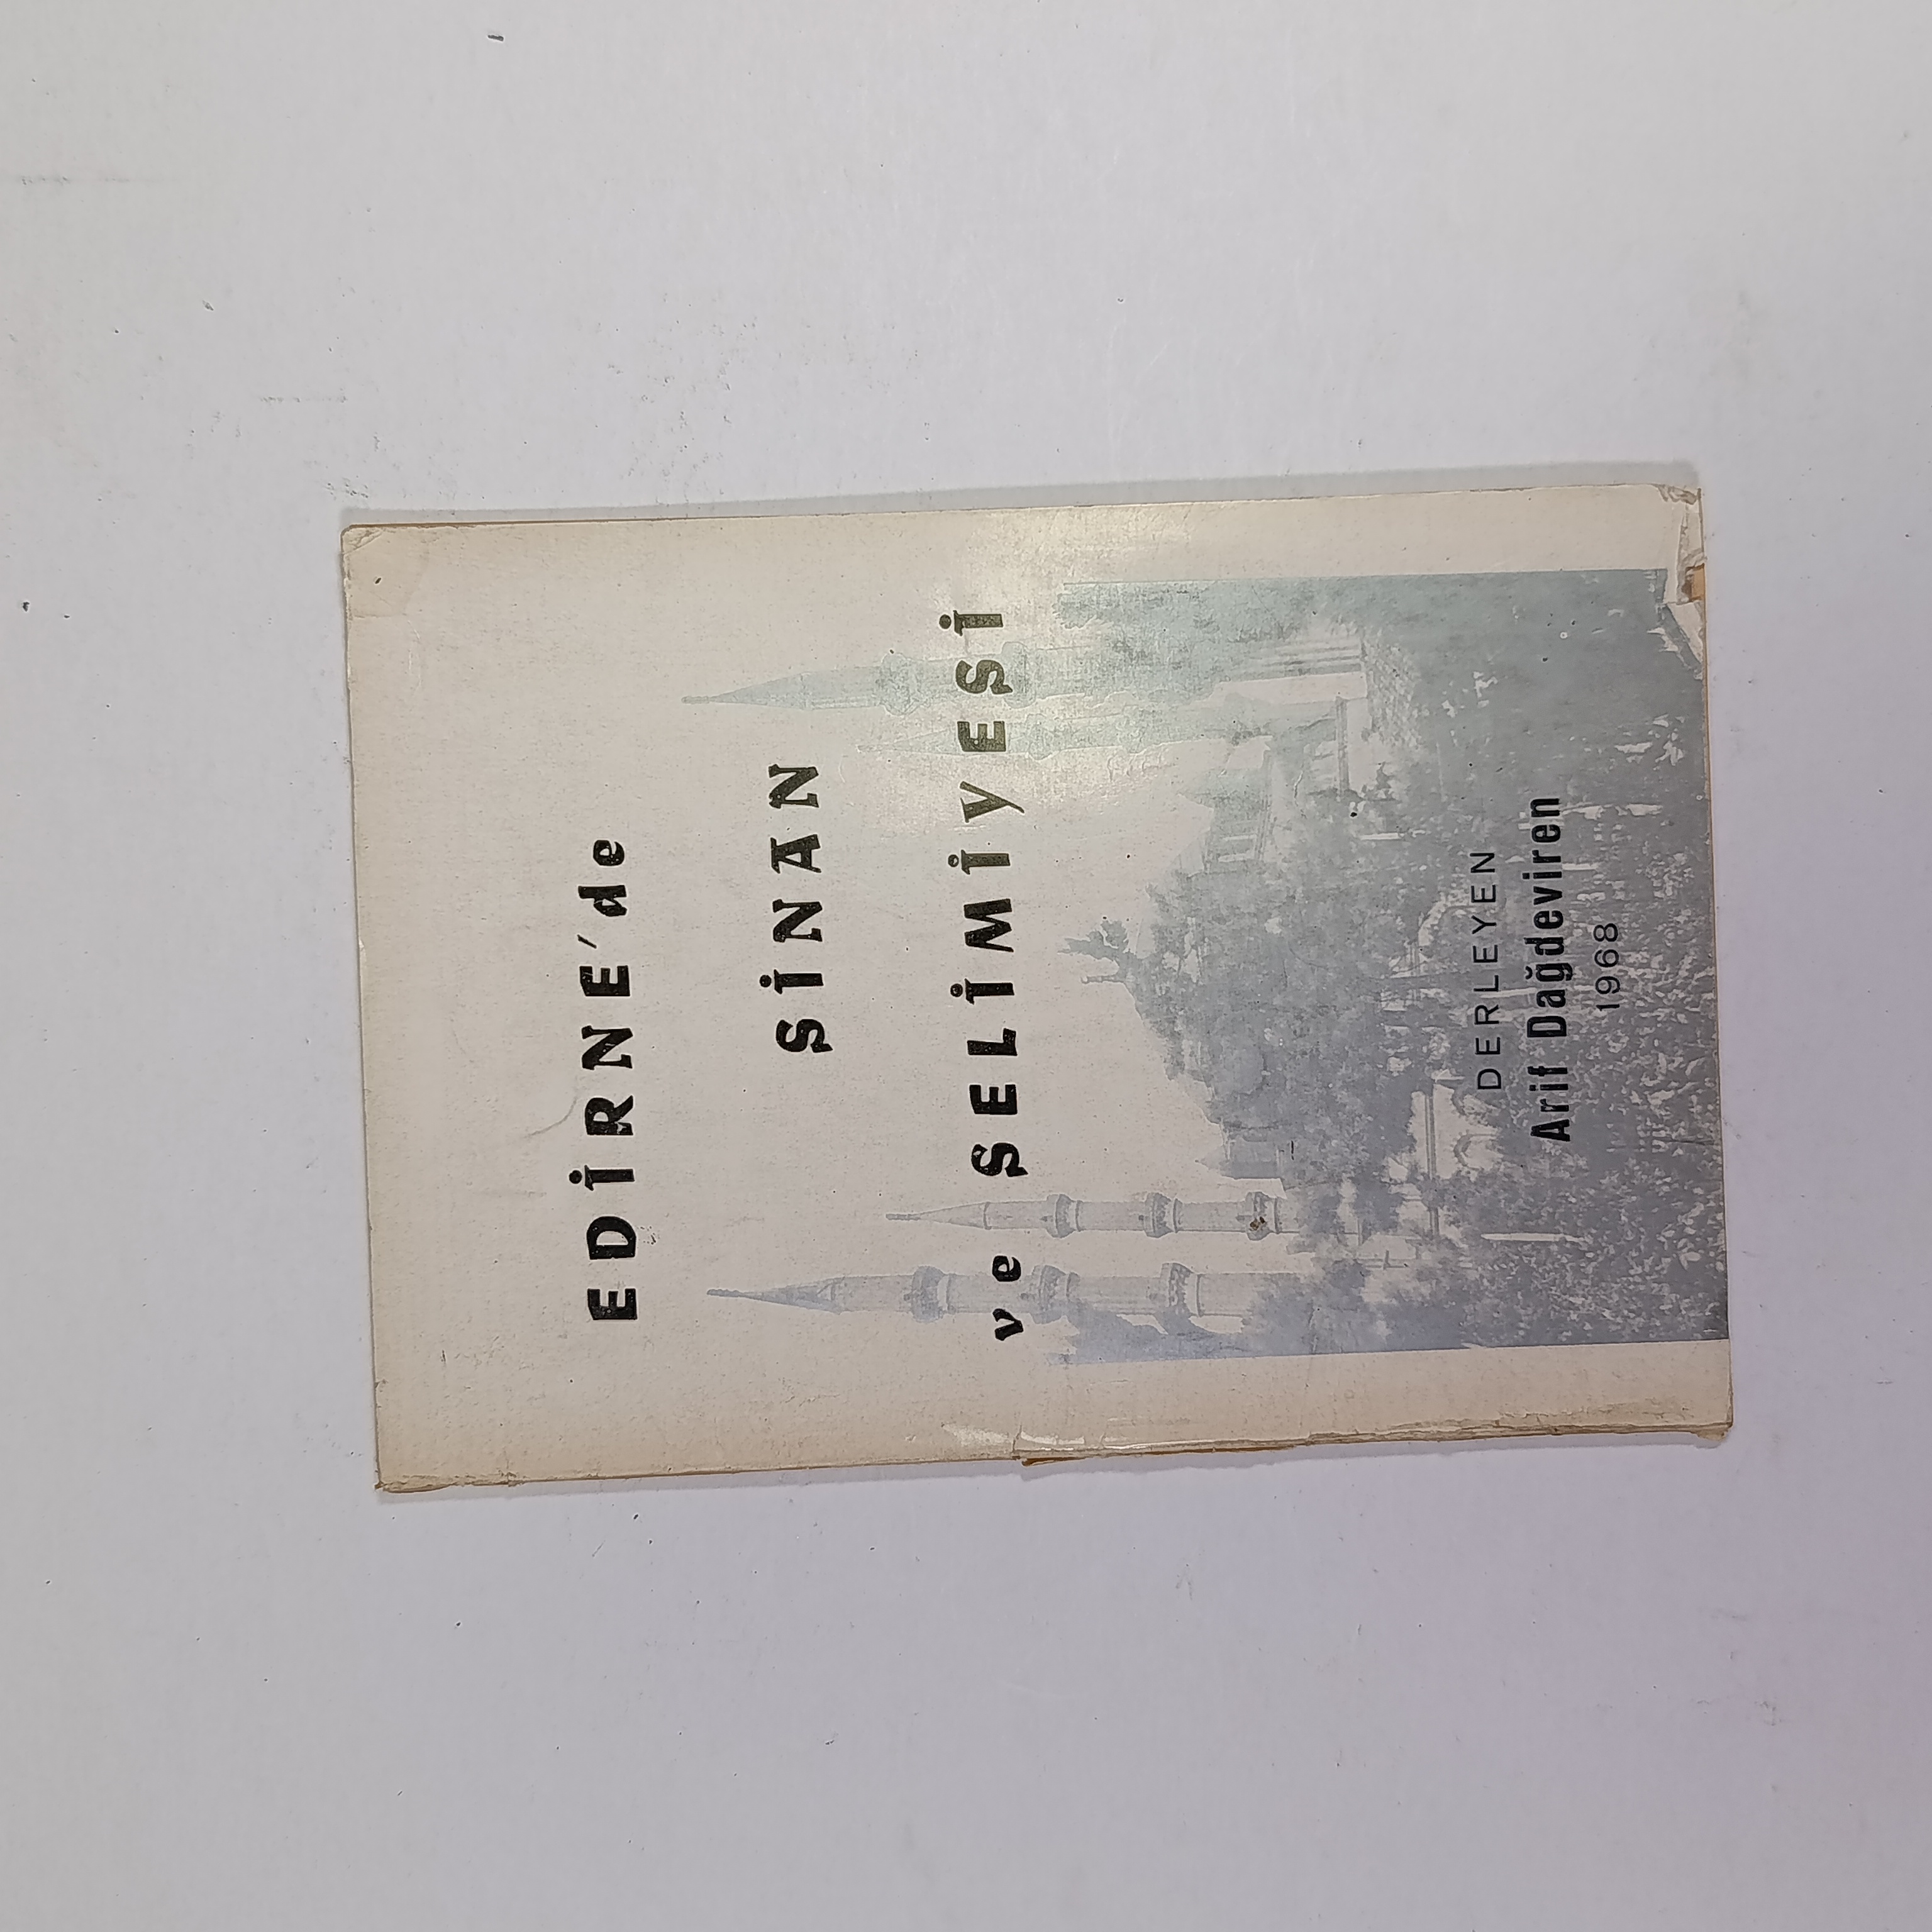 EDİRNE'de
SİNAN
ve SELİMİYESİ
DERLEYEN
Arif Dağdeviren
1968